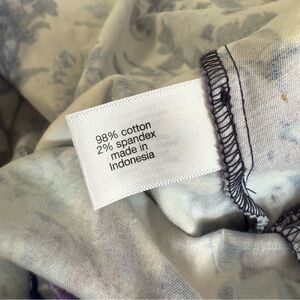 98% cotton
2% spandex
made in
Indonesia